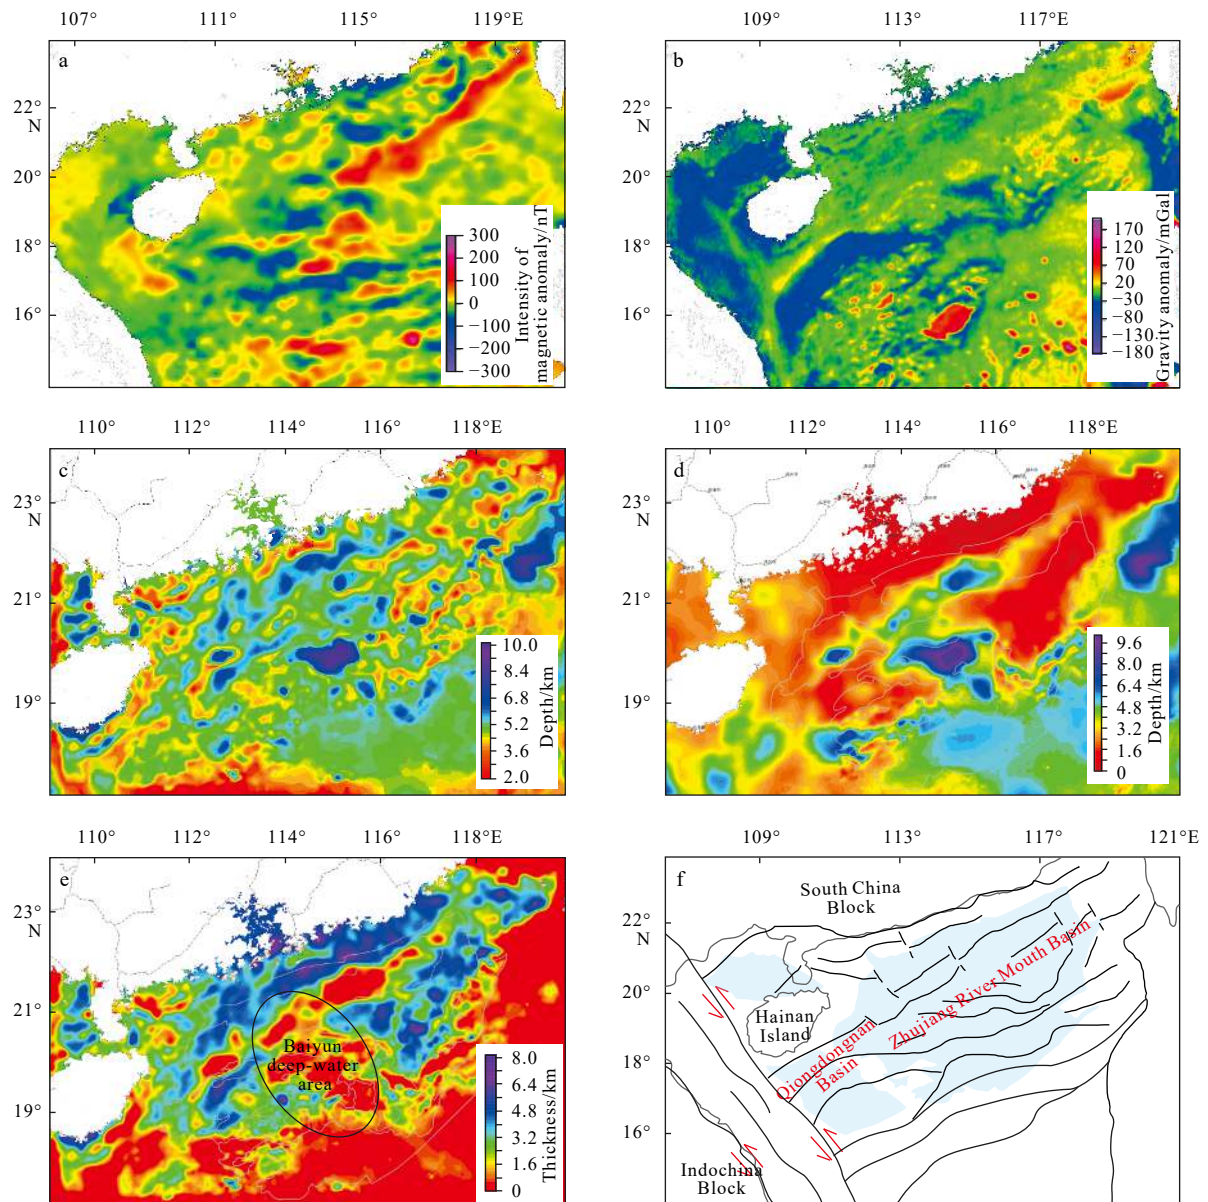 107° 111° 115° 119°E
109° 113° 117°E
a
b
22°
N
20°
18°
16°
300
200
100
0
−100
−200
−300
Intensity of
magnetic anomaly/nT
22°
N
20°
18°
16°
170
120
70
20
−30
−80
−130
−180
Gravity anomaly/mGal
110° 112° 114° 116° 118°E
110° 112° 114° 116° 118°E
c
d
23°
N
21°
19°
10.0
8.4
6.8
5.2
3.6
2.0
Depth/km
23°
N
21°
19°
9.6
8.0
6.4
4.8
3.2
1.6
0
Depth/km
110° 112° 114° 116° 118°E
109° 113° 117° 121°E
e
f
23°
N
21°
19°
Baiyun
deep-water
area
8.0
6.4
4.8
3.2
1.6
0
Thickness/km
22°
N
20°
18°
16°
South China
Block
Zhujiang River Mouth Basin
Hainan
Island
Qiongdongnan
Basin
Indochina
Block